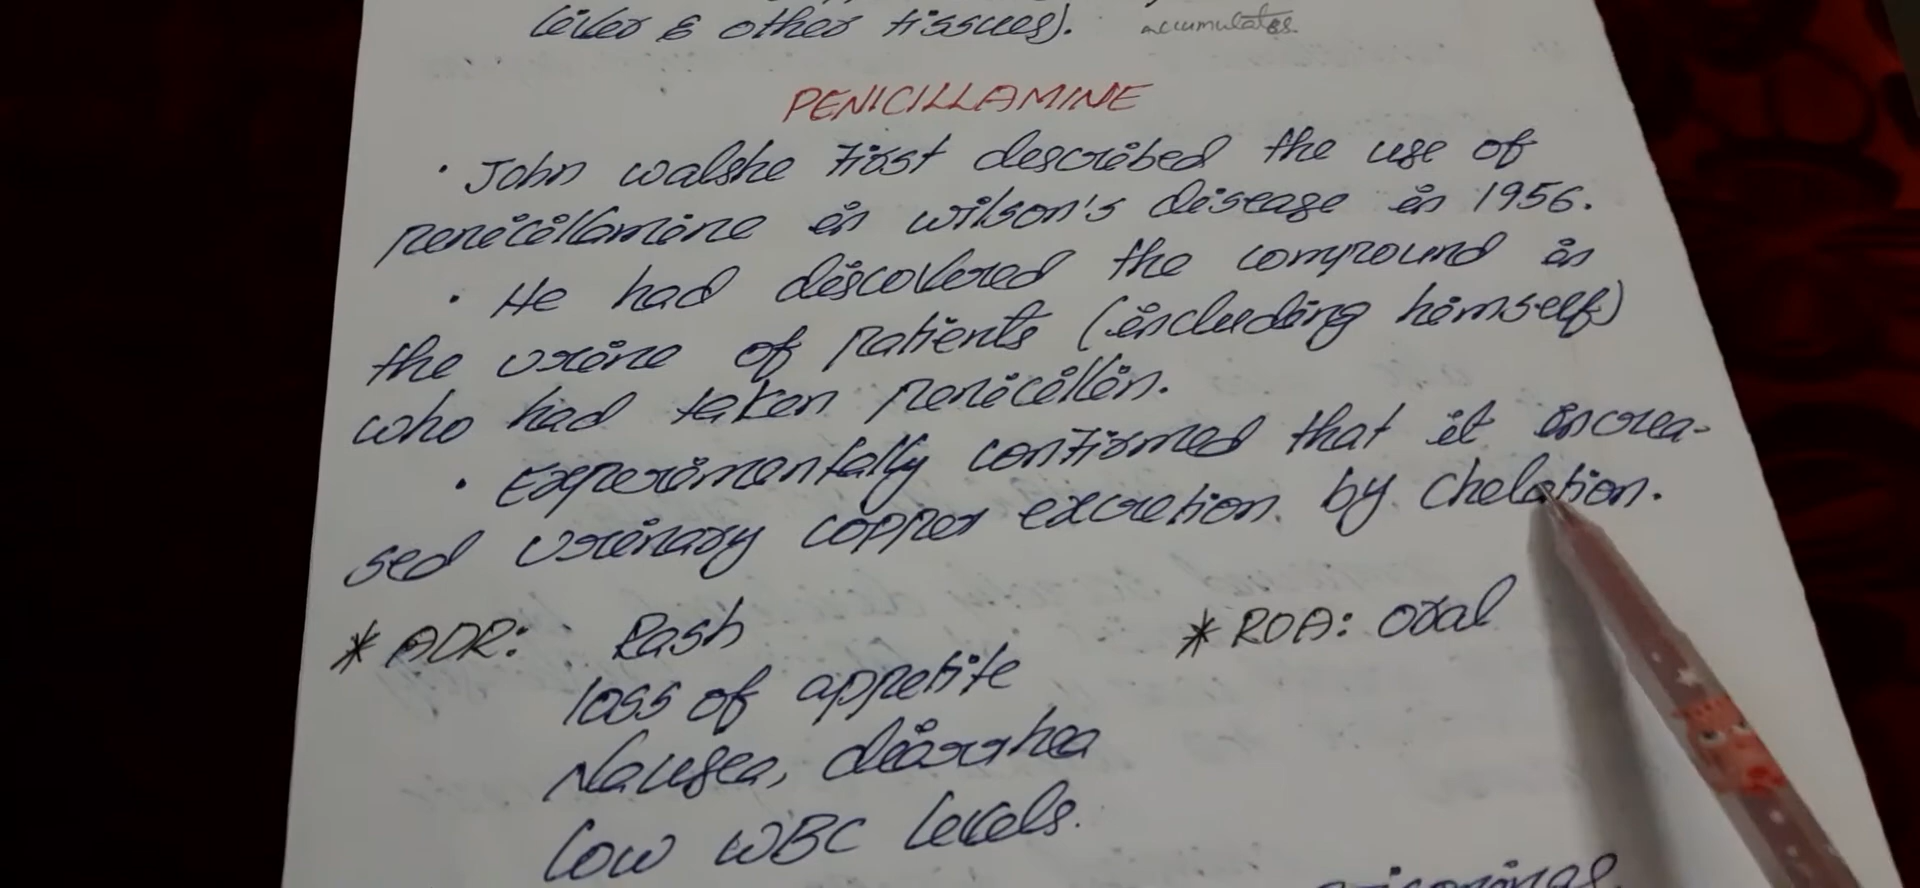 liver & other tissues). accumulates.
PENICILLAMINE
· John walshe First described the use of
penicillamine in wilson's disease in 1956.
· He had discovered the compound in
the urine of patients (including himself)
who had taken penicillin.
· Experimentally confirmed that it increa-
sed urinary copper excretion. by chelation.
* ADR: Rash * ROA: oral
loss of appetite
Nausea, diarrhea
low WBC levels.